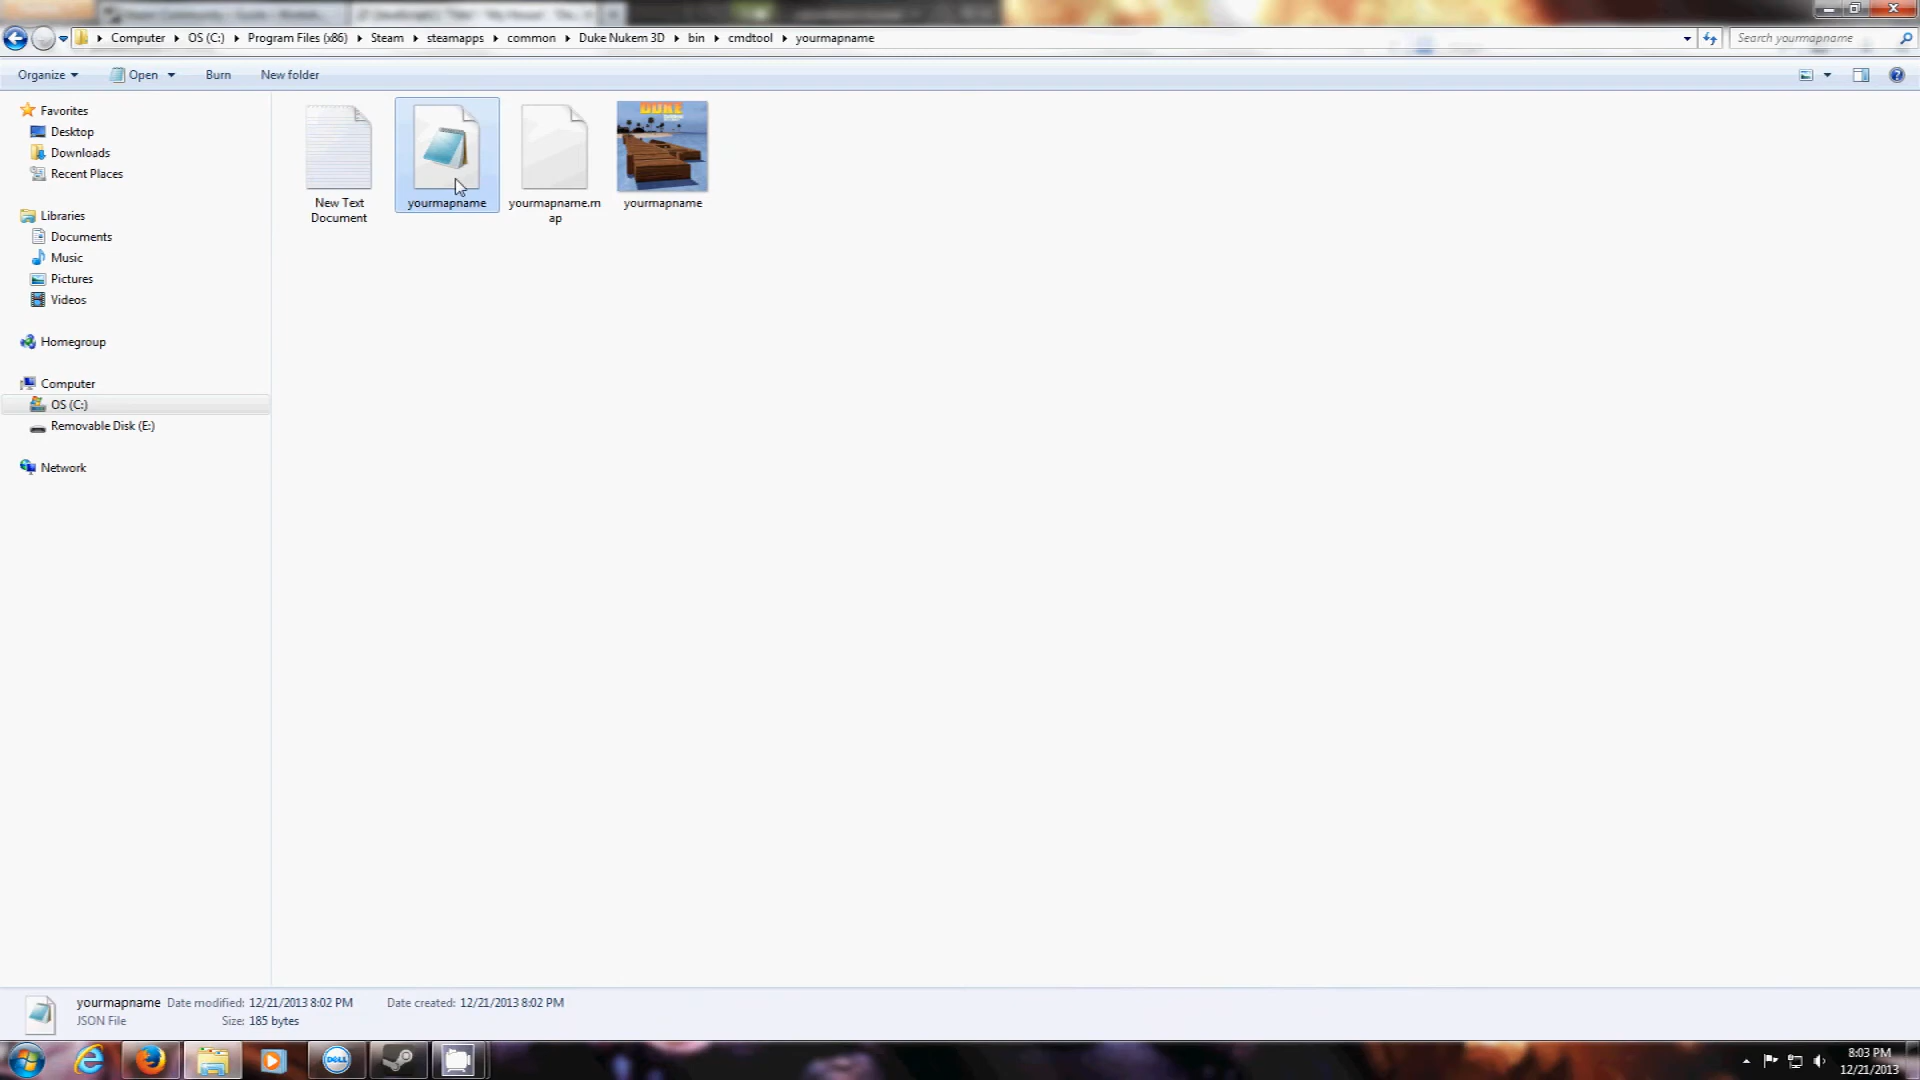 Computer OS (C:) Program Files (x86) Steam steamapps common Duke Nukem 3D bin cmdtool yourmapname Search yourmapname
Organize Open Burn New folder
Favorites
Desktop
Downloads
Recent Places
Libraries
Documents
Music
Pictures
Videos
Homegroup
Computer
OS (C:)
Removable Disk (E:)
Network
DUKE
New Text
Document
yourmapname
yourmapname.m
ap
yourmapname
yourmapname Date modified: 12/21/2013 8:02 PM Date created: 12/21/2013 8:02 PM
JSON File Size: 185 bytes
DELL
8:03 PM
12/21/2013